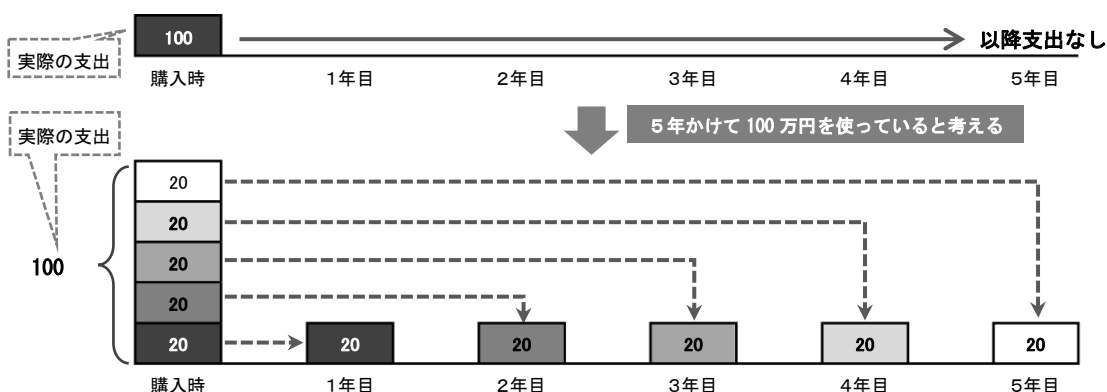 100
以降支出なし
実際の支出
購入時
1年目
2年目
3年目
4年目
5年目
5年かけて100万円を使っていると考える
実際の支出
20
20
20
20
20
100
20
20
20
20
20
購入時
1年目
2年目
3年目
4年目
5年目